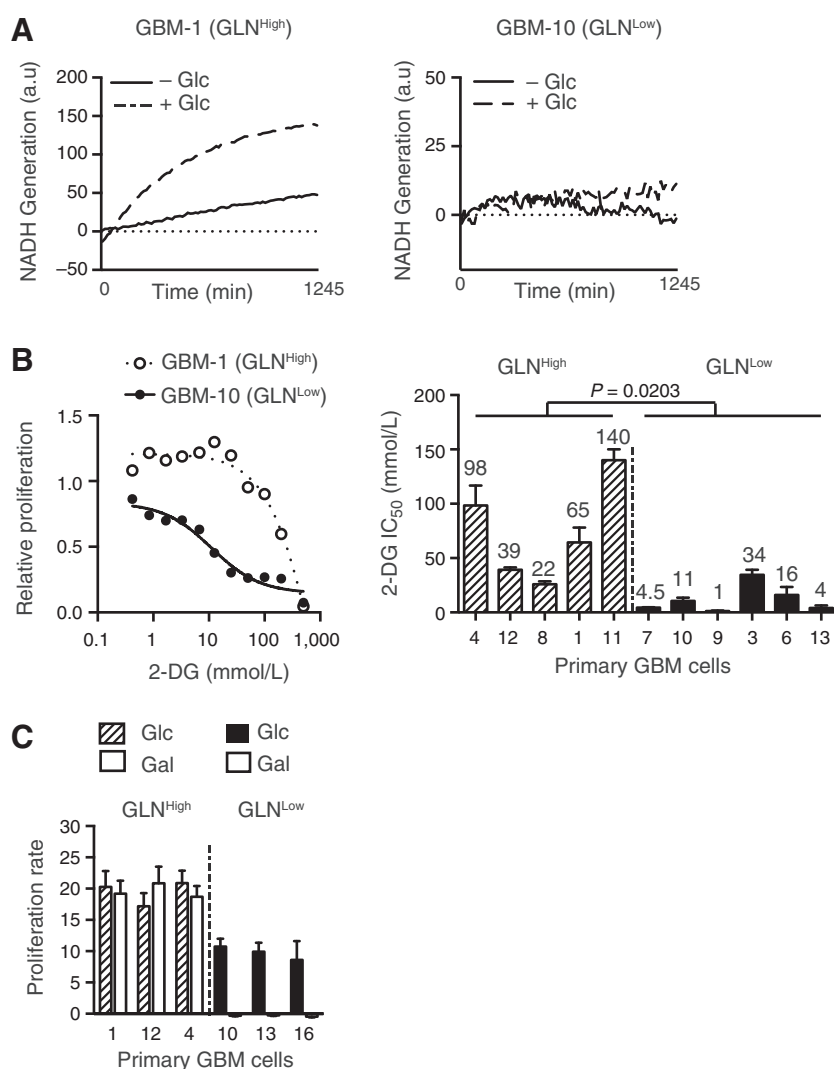 A
GBM-1 (GLN^High)
NADH Generation (a.u)
200
150
100
50
0
–50
– Glc
+ Glc
0
Time (min)
1245
GBM-10 (GLN^Low)
NADH Generation (a.u)
50
25
0
– Glc
+ Glc
0
Time (min)
1245
B
GBM-1 (GLN^High)
GBM-10 (GLN^Low)
Relative proliferation
1.5
1.0
0.5
0.0
0.1 1 10 100 1,000
2-DG (mmol/L)
GLN^High
GLN^Low
P = 0.0203
2-DG IC50 (mmol/L)
200
150
100
50
0
98 39 22 65 140 4.5 11 1 34 16 4
4 12 8 1 11 7 10 9 3 6 13
Primary GBM cells
C
Glc
Glc
Gal
Gal
GLN^High
GLN^Low
Proliferation rate
30
25
20
15
10
5
0
1 12 4 10 13 16
Primary GBM cells